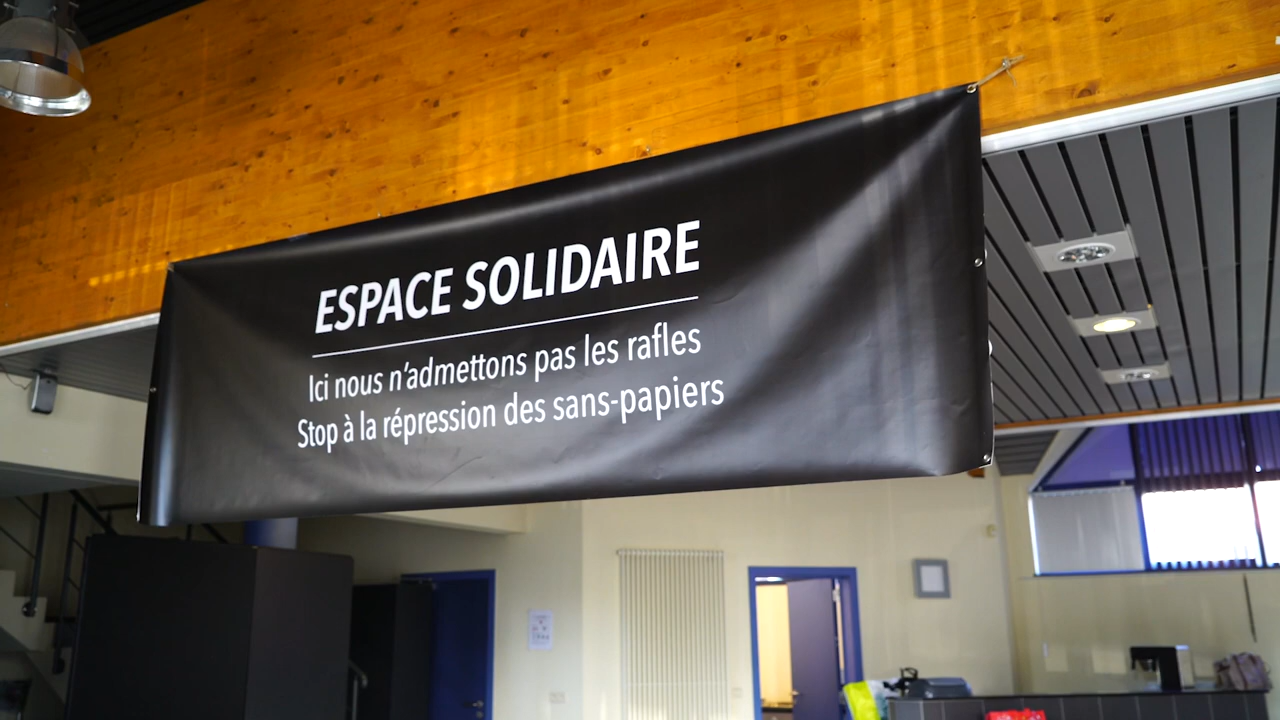 ESPACE SOLIDAIRE
Ici nous n'admettons pas les rafles
Stop à la répression des sans-papiers